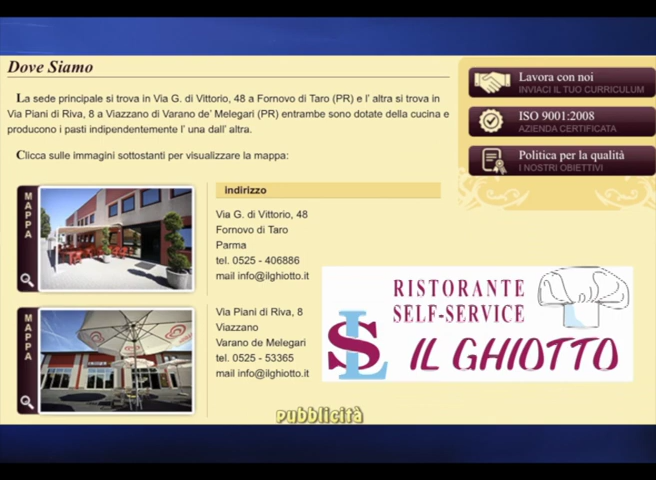 Dove Siamo
La sede principale si trova in Via G. di Vittorio, 48 a Fornovo di Taro (PR) e l' altra si trova in
Via Piani di Riva, 8 a Viazzano di Varano de' Melegari (PR) entrambe sono dotate della cucina e
producono i pasti indipendentemente l' una dall' altra.
Clicca sulle immagini sottostanti per visualizzare la mappa:
Lavora con noi
INVIACI IL TUO CURRICULUM
ISO 9001:2008
AZIENDA CERTIFICATA
Politica per la qualità
I NOSTRI OBIETTIVI
MAPPA
indirizzo
Via G. di Vittorio, 48
Fornovo di Taro
Parma
tel. 0525 - 406886
mail info@ilghiotto.it
MAPPA
Via Piani di Riva, 8
Viazzano
Varano de Melegari
tel. 0525 - 53365
mail info@ilghiotto.it
RISTORANTE
SELF-SERVICE
SL
IL GHIOTTO
pubblicità